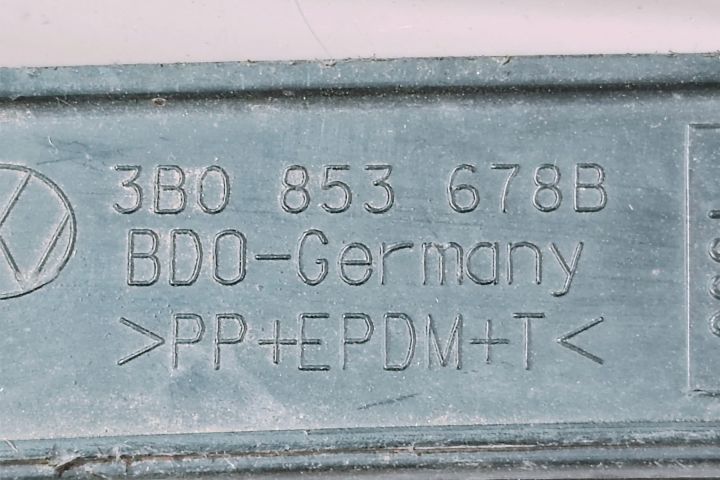 3B0 853 678B
BDO-Germany
>PP+EPDM+T<